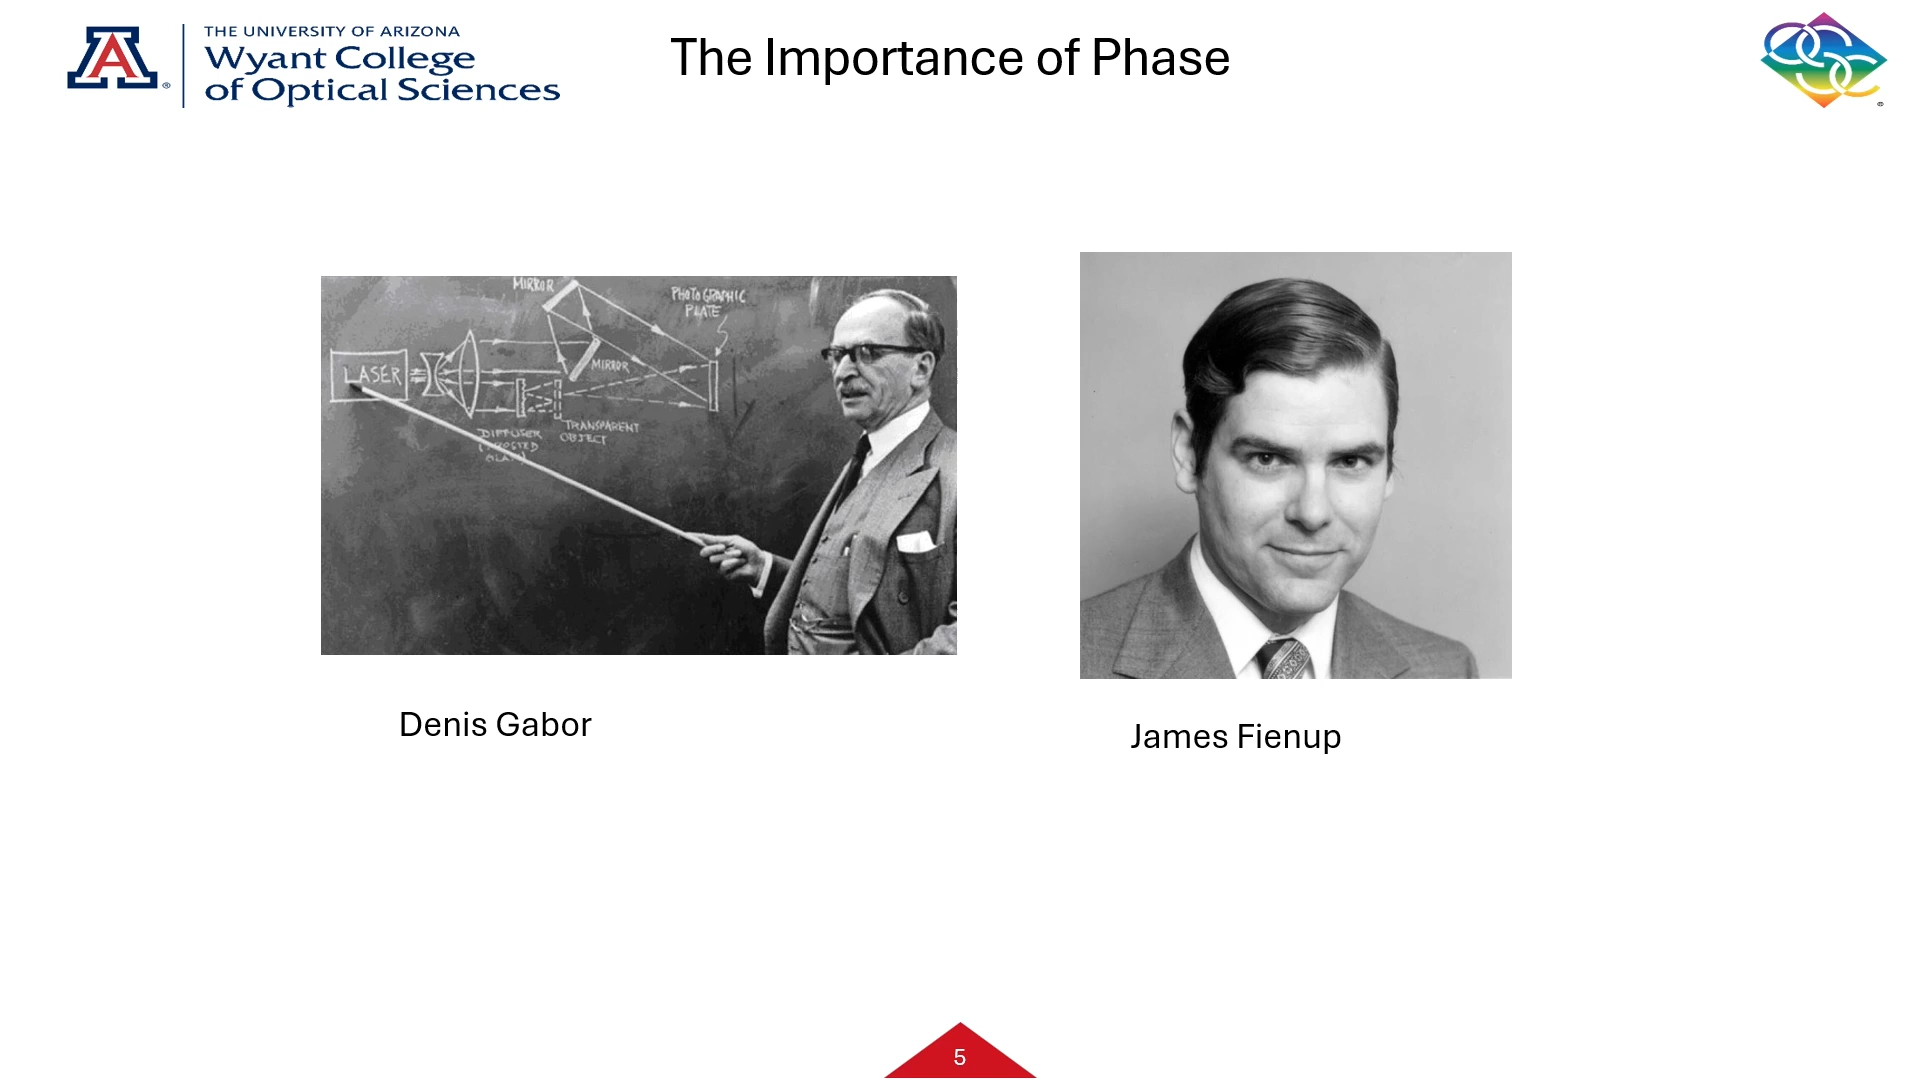 THE UNIVERSITY OF ARIZONA
Wyant College
of Optical Sciences
®
The Importance of Phase
®
MIRROR
PHOTOGRAPHIC
PLATE
LASER
MIRROR
DIFFUSER
TRANSPARENT
OBJECT
Denis Gabor
James Fienup
5